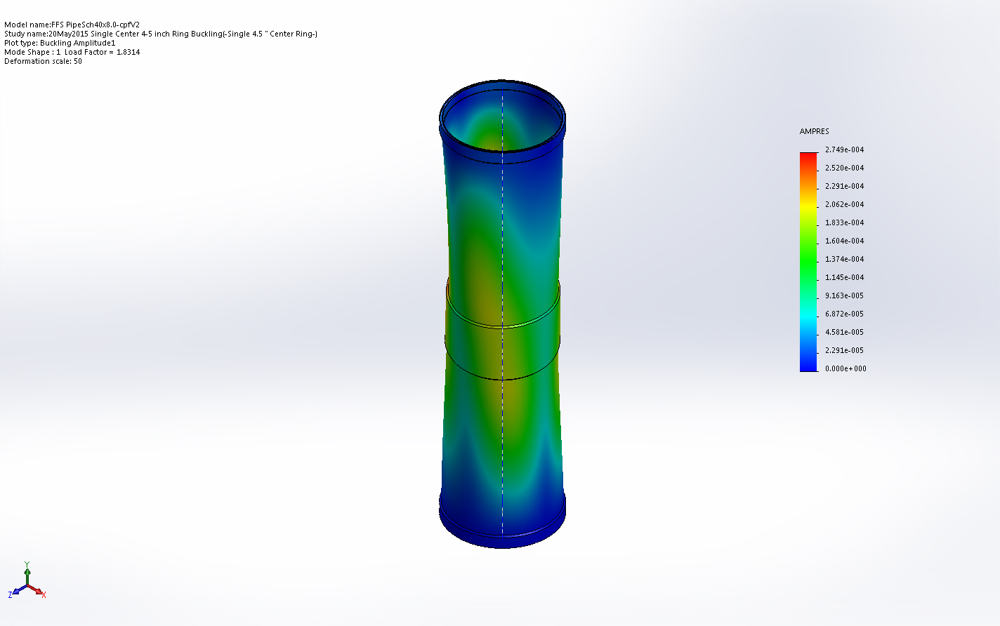 Model name:FFS PipeSch40x8.0-cpfV2
Study name:20May2015 Single Center 4-5 inch Ring Buckling(-Single 4.5 " Center Ring-)
Plot type: Buckling Amplitude1
Mode Shape : 1 Load Factor = 1.8314
Deformation scale: 50
AMPRES
2.749e-004
2.520e-004
2.291e-004
2.062e-004
1.833e-004
1.604e-004
1.374e-004
1.145e-004
9.163e-005
6.872e-005
4.581e-005
2.291e-005
0.000e+000
Y
Z
X